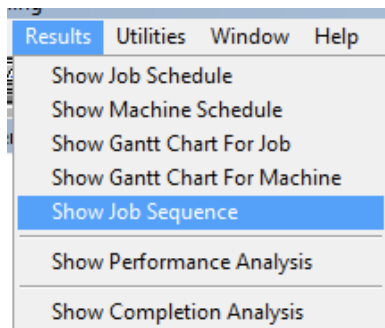 Results Utilities Window Help
Show Job Schedule
Show Machine Schedule
Show Gantt Chart For Job
Show Gantt Chart For Machine
Show Job Sequence
Show Performance Analysis
Show Completion Analysis